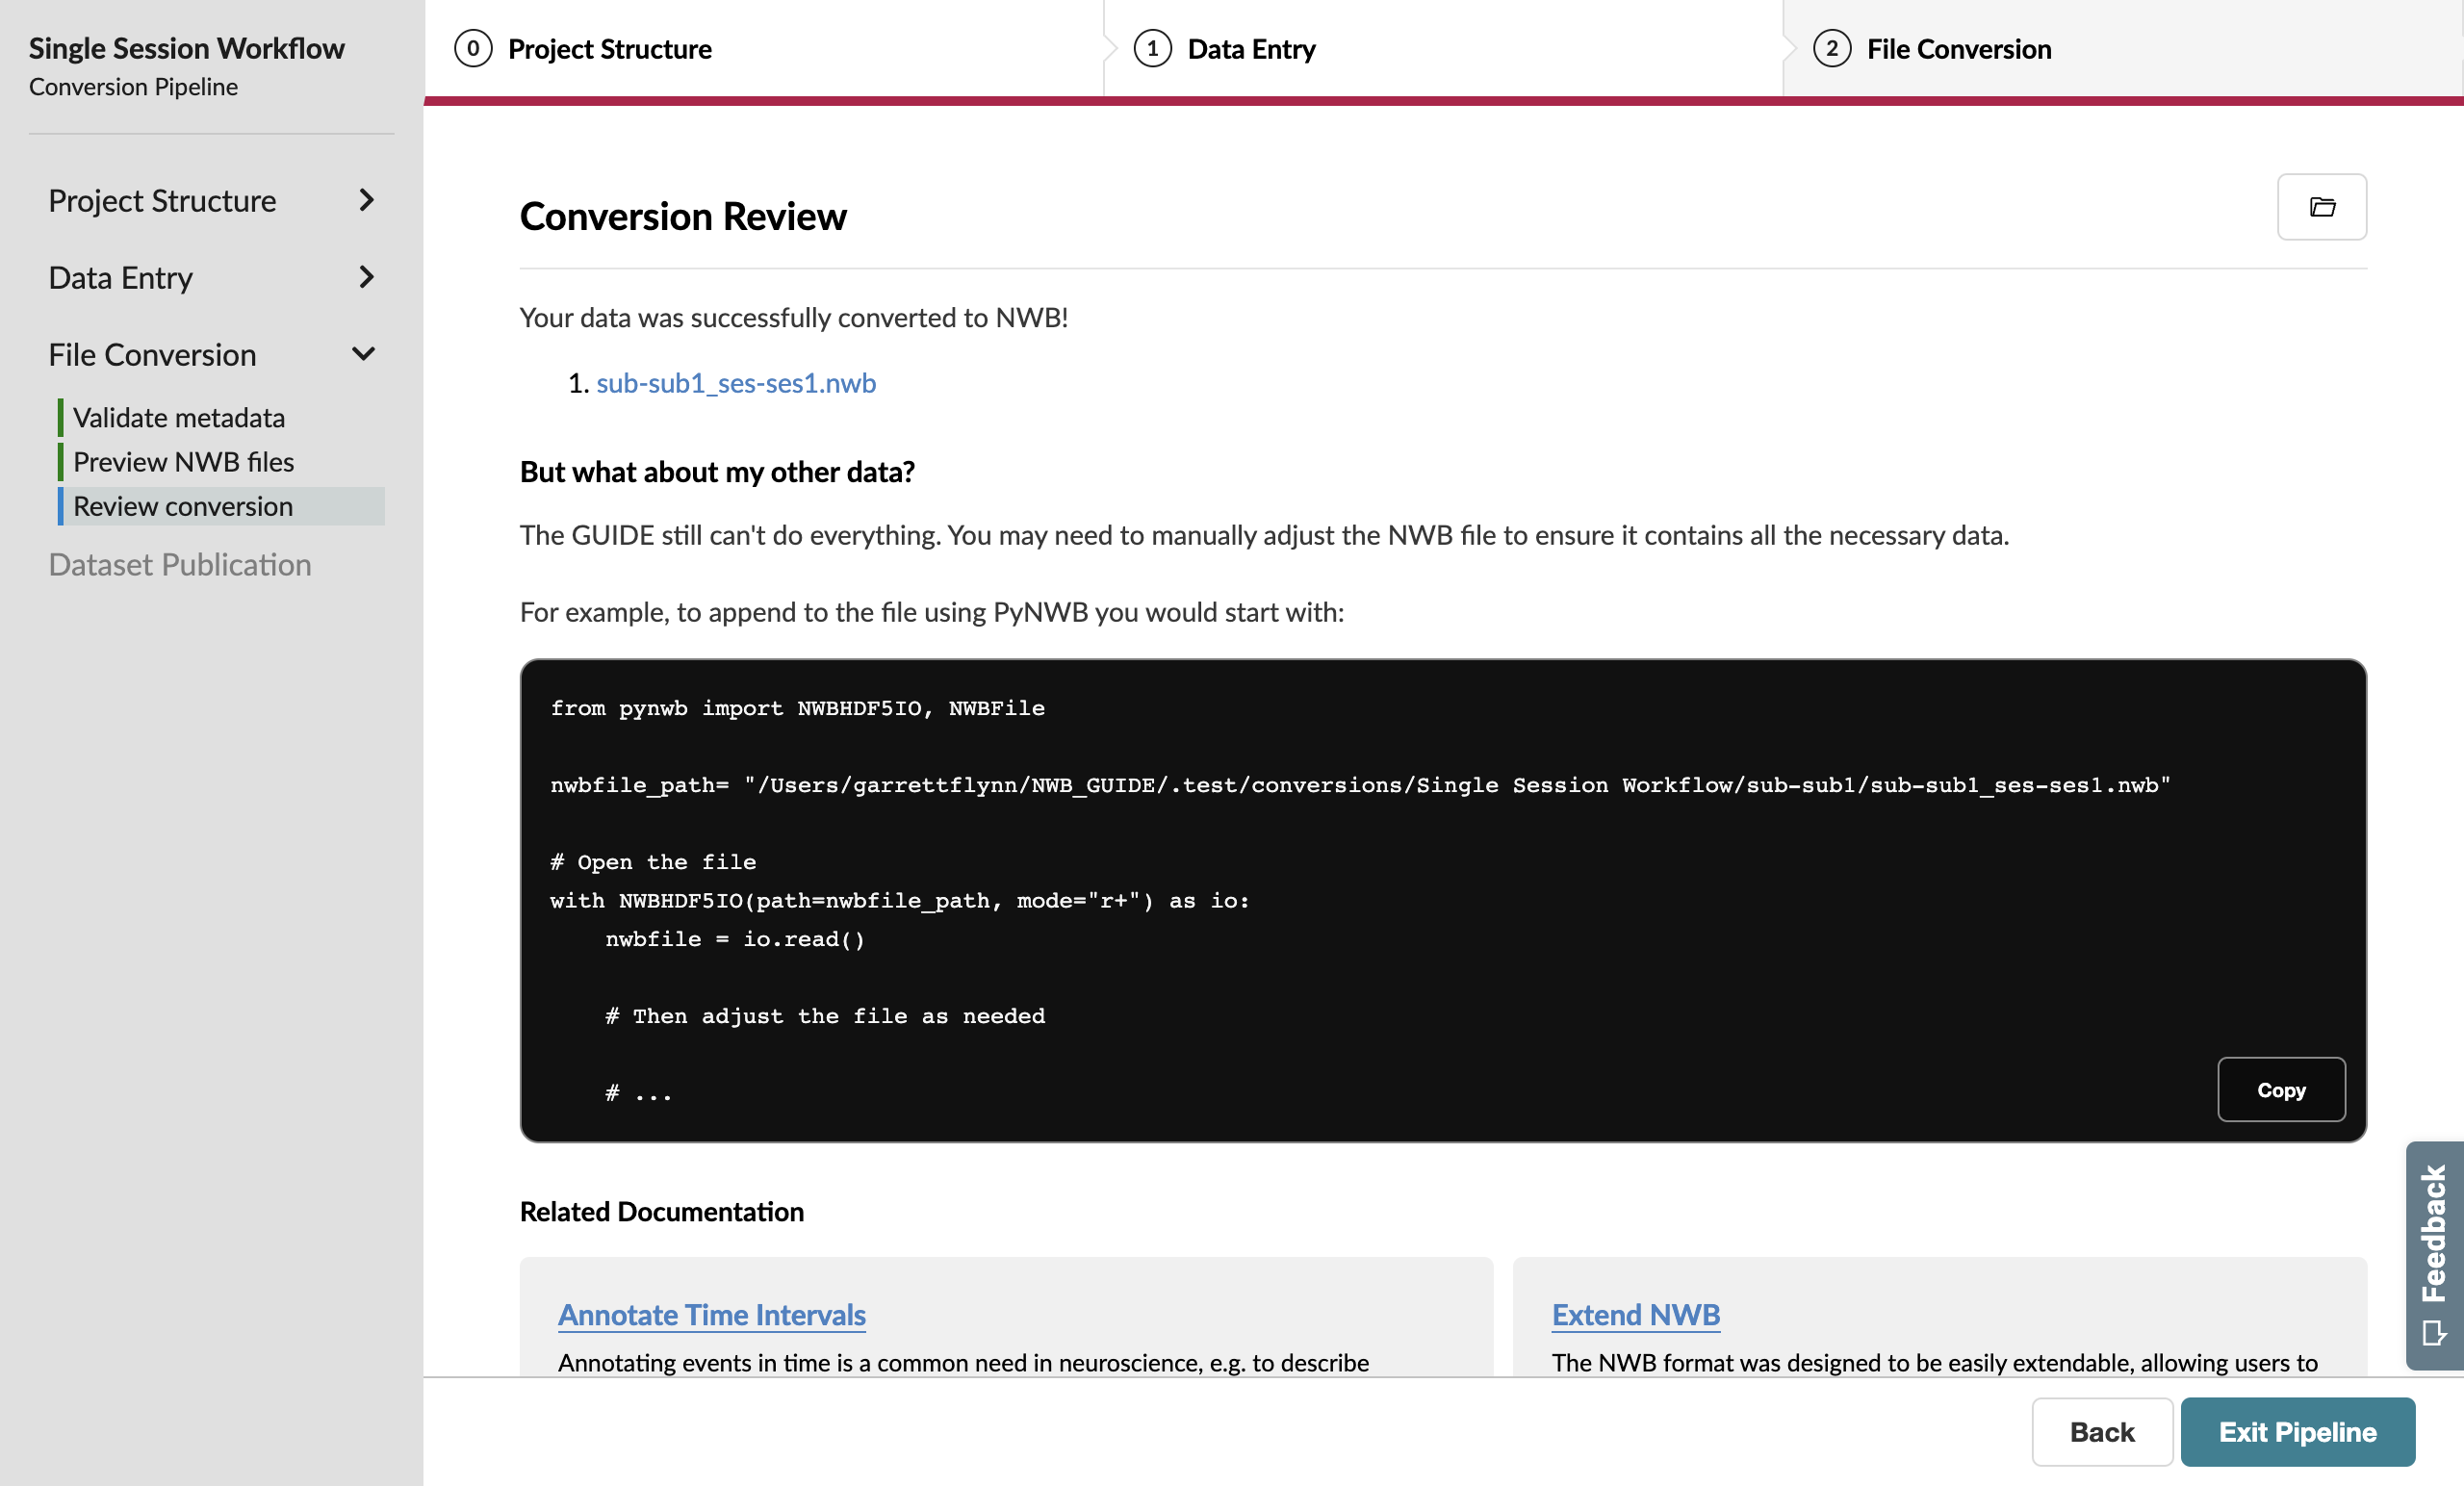 Single Session Workflow
Conversion Pipeline
Project Structure
Data Entry
File Conversion
Validate metadata
Preview NWB files
Review conversion
Dataset Publication
0 Project Structure
1 Data Entry
2 File Conversion
Conversion Review
Your data was successfully converted to NWB!
1. sub-sub1_ses-ses1.nwb
But what about my other data?
The GUIDE still can't do everything. You may need to manually adjust the NWB file to ensure it contains all the necessary data.
For example, to append to the file using PyNWB you would start with:
from pynwb import NWBHDF5IO, NWBFile
nwbfile_path= "/Users/garrettflynn/NWB_GUIDE/.test/conversions/Single Session Workflow/sub-sub1/sub-sub1_ses-ses1.nwb"
# Open the file
with NWBHDF5IO(path=nwbfile_path, mode="r+") as io:
    nwbfile = io.read()
    # Then adjust the file as needed
    # ...
Copy
Related Documentation
Annotate Time Intervals
Annotating events in time is a common need in neuroscience, e.g. to describe
Extend NWB
The NWB format was designed to be easily extendable, allowing users to
Feedback
Back
Exit Pipeline